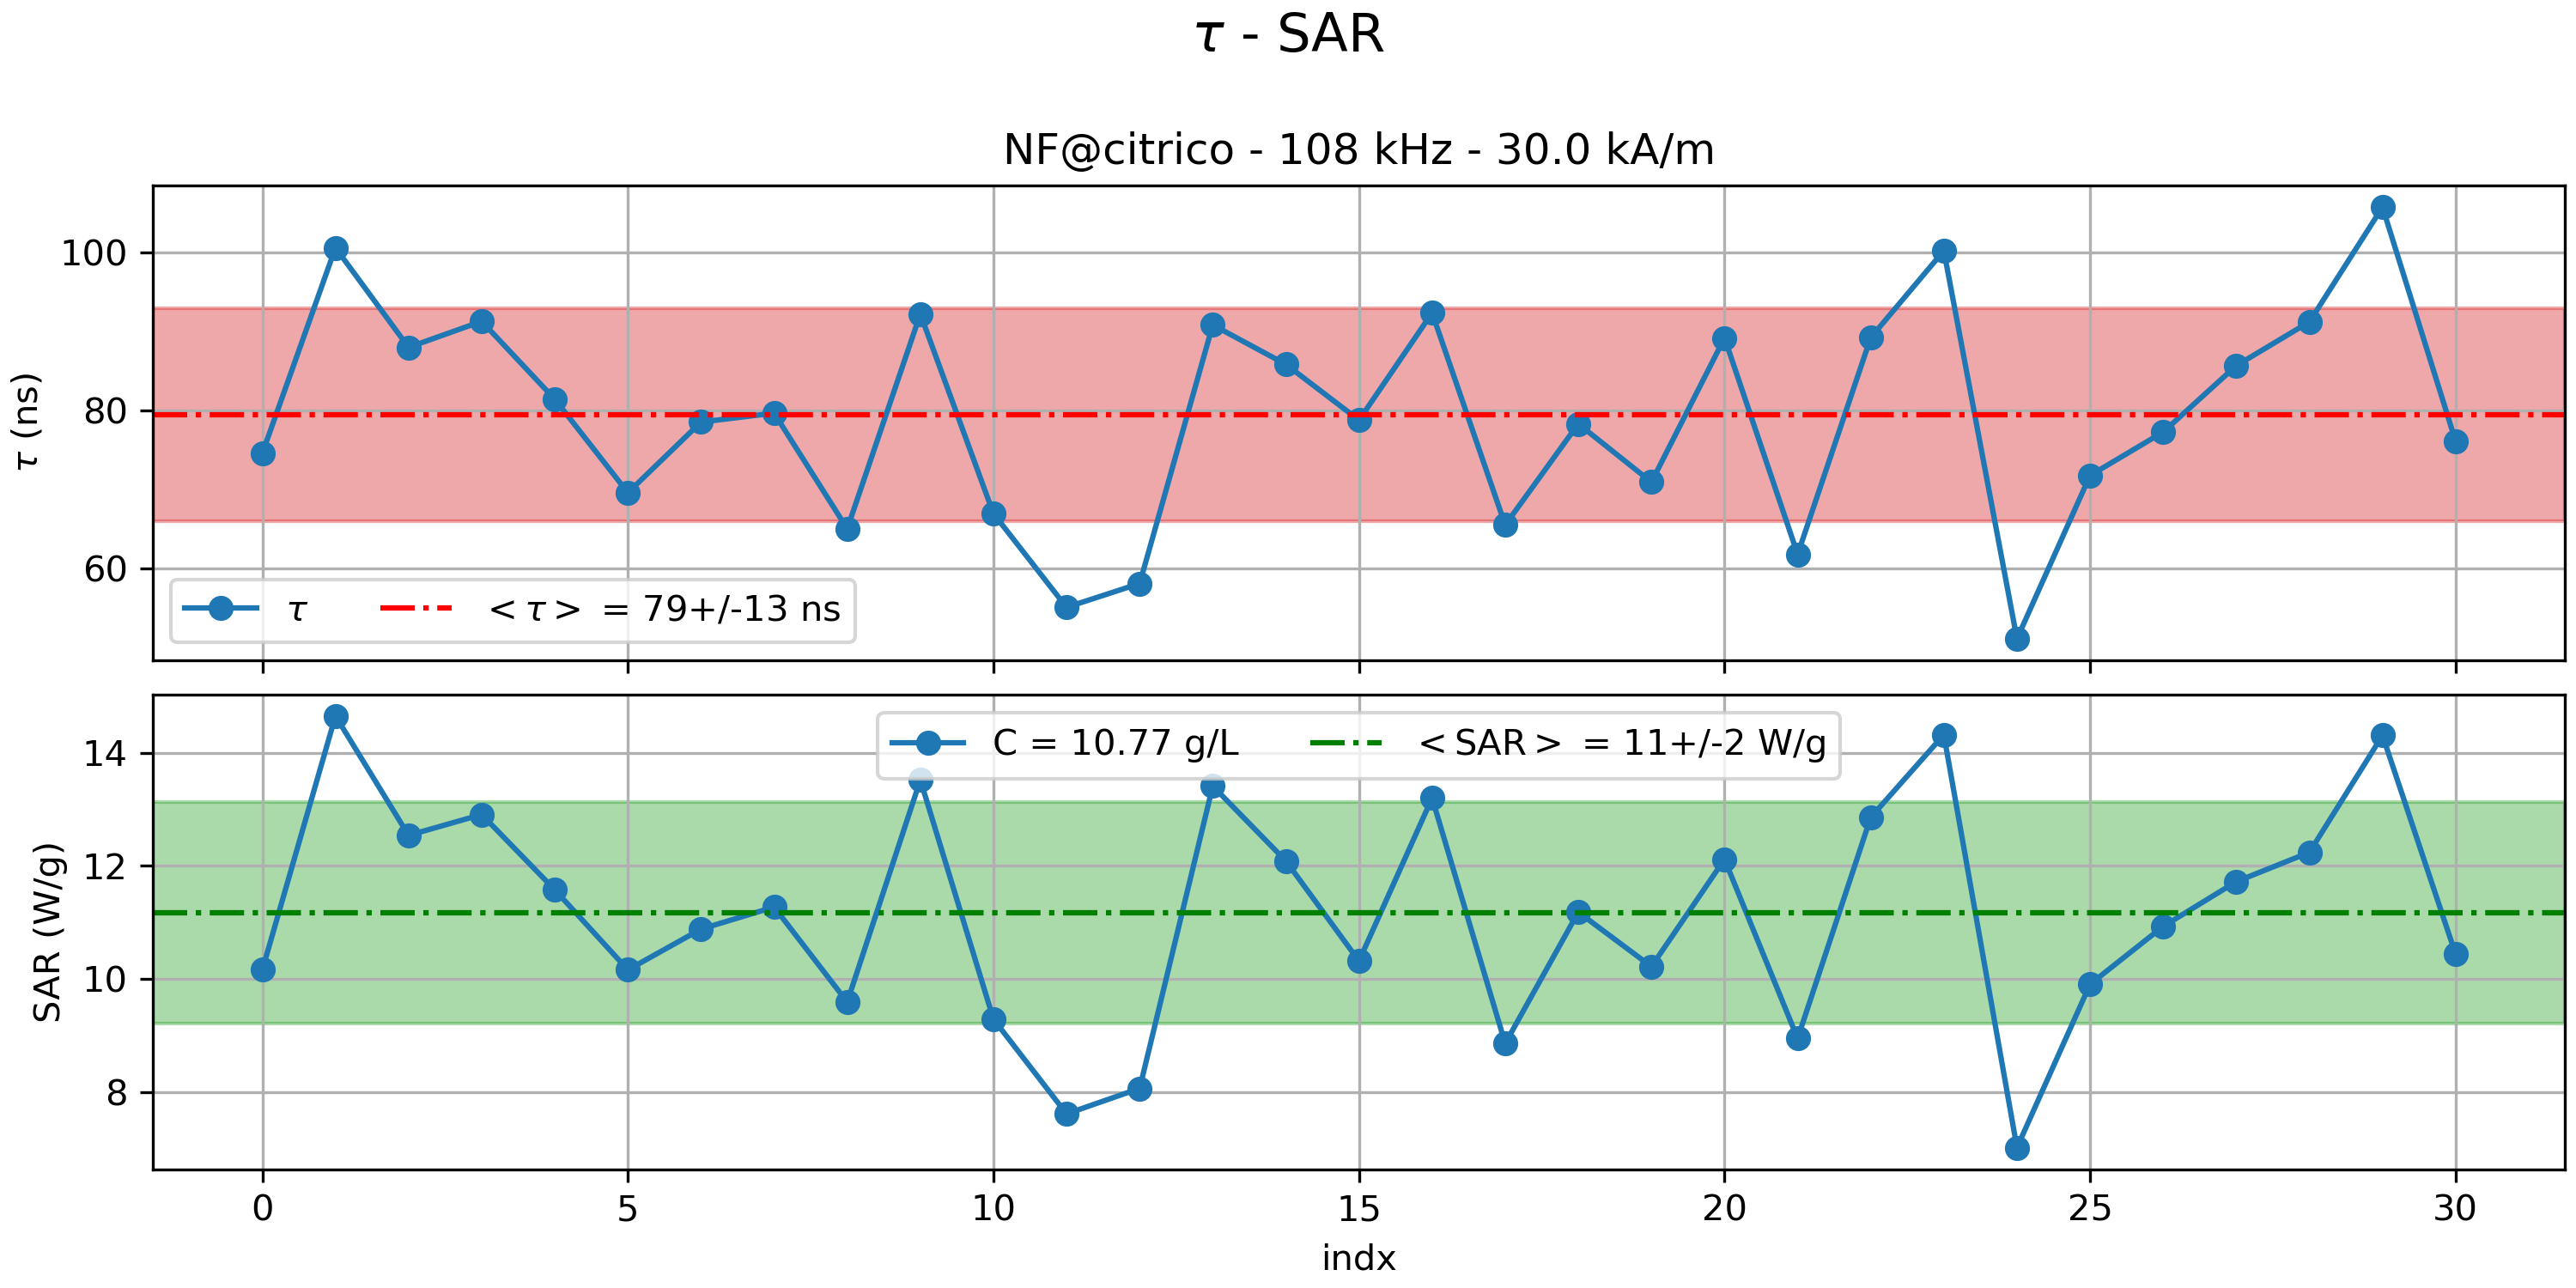 τ - SAR
NF@citrico - 108 kHz - 30.0 kA/m
τ (ns)
100
80
60
τ
<τ> = 79+/-13 ns
SAR (W/g)
14
12
10
8
C = 10.77 g/L
<SAR> = 11+/-2 W/g
0 5 10 15 20 25 30
indx